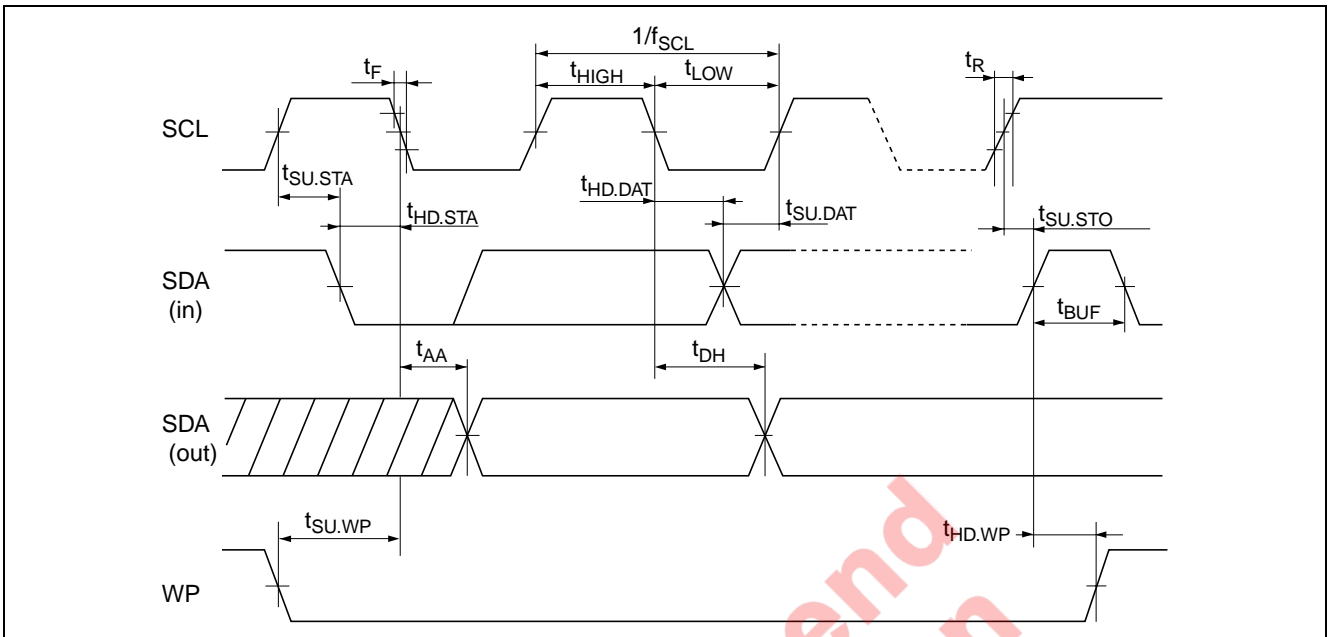 1/fSCL
tF
tHIGH
tLOW
tR
SCL
tSU.STA
tHD.STA
tHD.DAT
tSU.DAT
tSU.STO
SDA
(in)
tBUF
tAA
tDH
SDA
(out)
tSU.WP
tHD.WP
WP
end